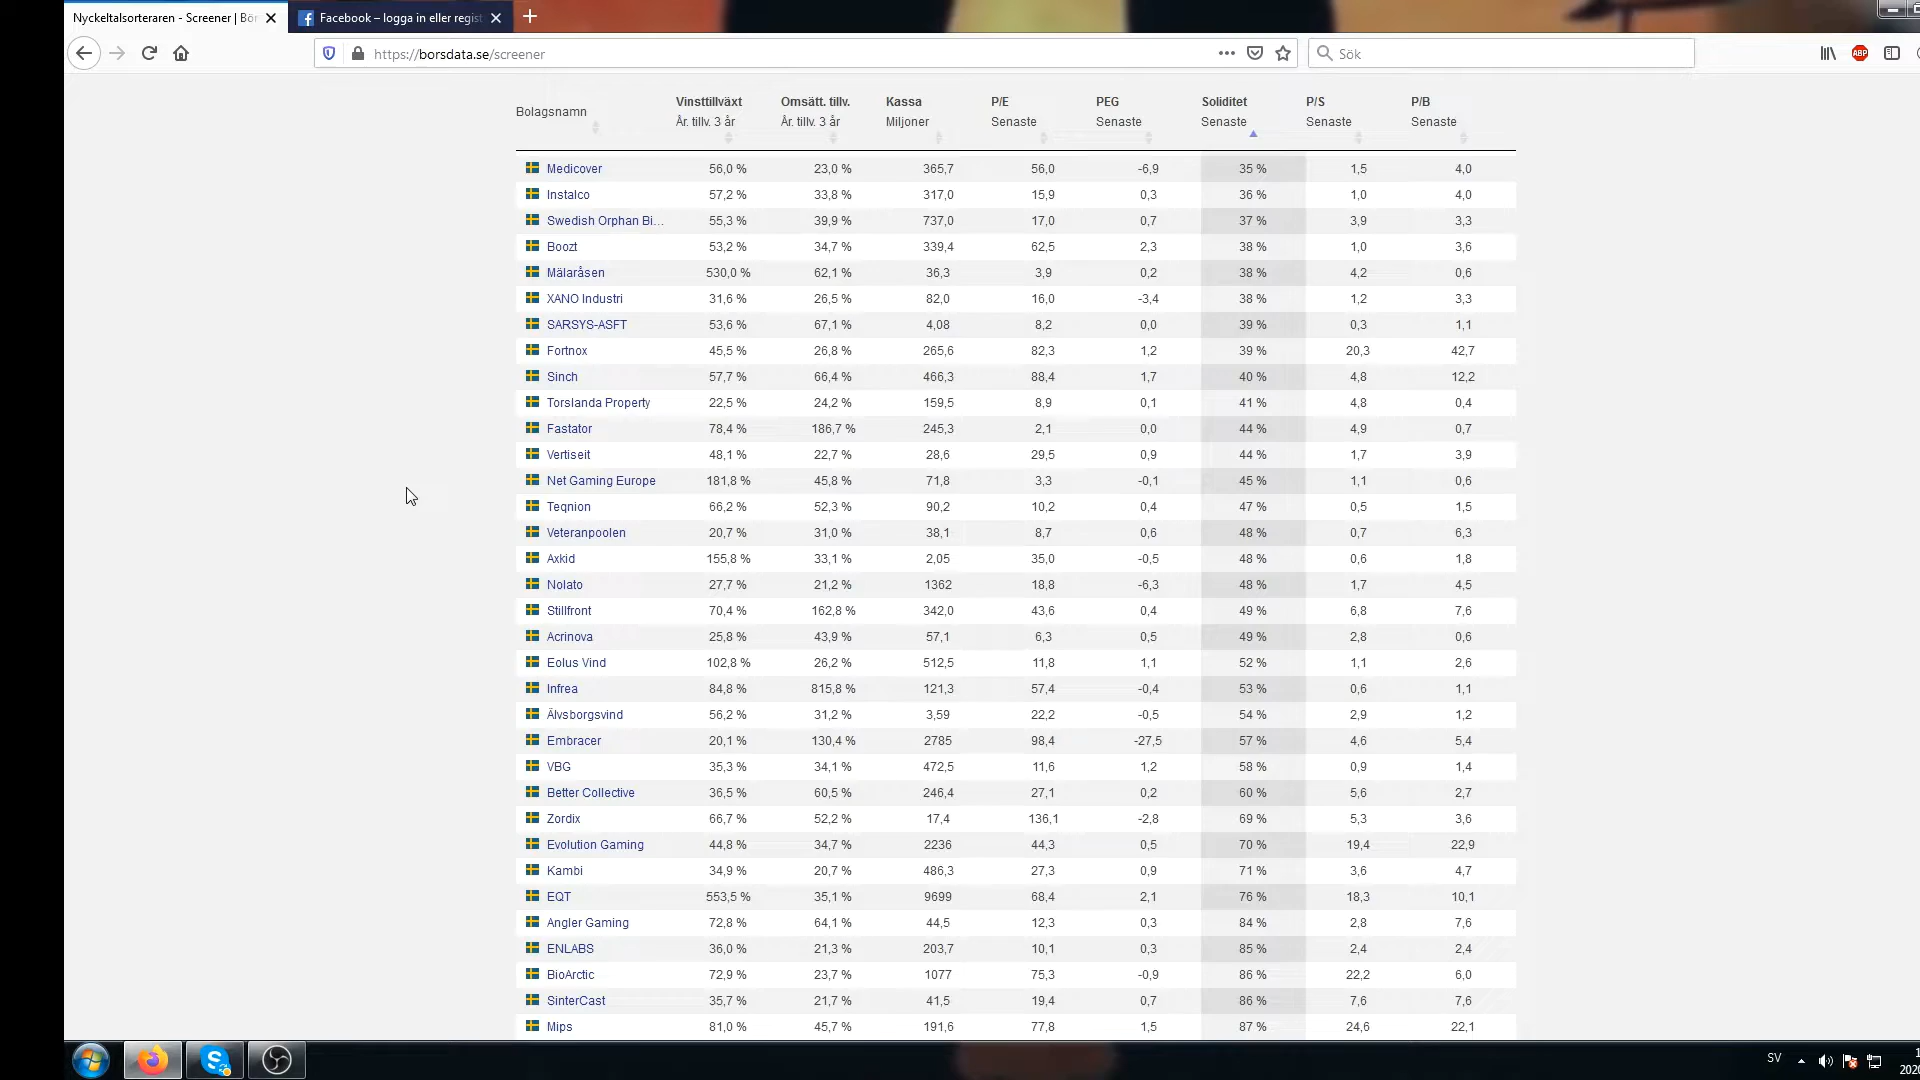 Nyckeltalsorteraren - Screener | Bör
Facebook – logga in eller regist
https://borsdata.se/screener
Sök
ABP
Bolagsnamn Vinsttillväxt Omsätt. tillv. Kassa P/E PEG Soliditet P/S P/B
År. tillv. 3 år År. tillv. 3 år Miljoner Senaste Senaste Senaste Senaste Senaste
Medicover 56,0 % 23,0 % 365,7 56,0 -6,9 35 % 1,5 4,0
Instalco 57,2 % 33,8 % 317,0 15,9 0,3 36 % 1,0 4,0
Swedish Orphan Bi... 55,3 % 39,9 % 737,0 17,0 0,7 37 % 3,9 3,3
Boozt 53,2 % 34,7 % 339,4 62,5 2,3 38 % 1,0 3,6
Mälaråsen 530,0 % 62,1 % 36,3 3,9 0,2 38 % 4,2 0,6
XANO Industri 31,6 % 26,5 % 82,0 16,0 -3,4 38 % 1,2 3,3
SARSYS-ASFT 53,6 % 67,1 % 4,08 8,2 0,0 39 % 0,3 1,1
Fortnox 45,5 % 26,8 % 265,6 82,3 1,2 39 % 20,3 42,7
Sinch 57,7 % 66,4 % 466,3 88,4 1,7 40 % 4,8 12,2
Torslanda Property 22,5 % 24,2 % 159,5 8,9 0,1 41 % 4,8 0,4
Fastator 78,4 % 186,7 % 245,3 2,1 0,0 44 % 4,9 0,7
Vertiseit 48,1 % 22,7 % 28,6 29,5 0,9 44 % 1,7 3,9
Net Gaming Europe 181,8 % 45,8 % 71,8 3,3 -0,1 45 % 1,1 0,6
Teqnion 66,2 % 52,3 % 90,2 10,2 0,4 47 % 0,5 1,5
Veteranpoolen 20,7 % 31,0 % 38,1 8,7 0,6 48 % 0,7 6,3
Axkid 155,8 % 33,1 % 2,05 35,0 -0,5 48 % 0,6 1,8
Nolato 27,7 % 21,2 % 1362 18,8 -6,3 48 % 1,7 4,5
Stillfront 70,4 % 162,8 % 342,0 43,6 0,4 49 % 6,8 7,6
Acrinova 25,8 % 43,9 % 57,1 6,3 0,5 49 % 2,8 0,6
Eolus Vind 102,8 % 26,2 % 512,5 11,8 1,1 52 % 1,1 2,6
Infrea 84,8 % 815,8 % 121,3 57,4 -0,4 53 % 0,6 1,1
Älvsborgsvind 56,2 % 31,2 % 3,59 22,2 -0,5 54 % 2,9 1,2
Embracer 20,1 % 130,4 % 2785 98,4 -27,5 57 % 4,6 5,4
VBG 35,3 % 34,1 % 472,5 11,6 1,2 58 % 0,9 1,4
Better Collective 36,5 % 60,5 % 246,4 27,1 0,2 60 % 5,6 2,7
Zordix 66,7 % 52,2 % 17,4 136,1 -2,8 69 % 5,3 3,6
Evolution Gaming 44,8 % 34,7 % 2236 44,3 0,5 70 % 19,4 22,9
Kambi 34,9 % 20,7 % 486,3 27,3 0,9 71 % 3,6 4,7
EQT 553,5 % 35,1 % 9699 68,4 2,1 76 % 18,3 10,1
Angler Gaming 72,8 % 64,1 % 44,5 12,3 0,3 84 % 2,8 7,6
ENLABS 36,0 % 21,3 % 203,7 10,1 0,3 85 % 2,4 2,4
BioArctic 72,9 % 23,7 % 1077 75,3 -0,9 86 % 22,2 6,0
SinterCast 35,7 % 21,7 % 41,5 19,4 0,7 86 % 7,6 7,6
Mips 81,0 % 45,7 % 191,6 77,8 1,5 87 % 24,6 22,1
SV
1
2020